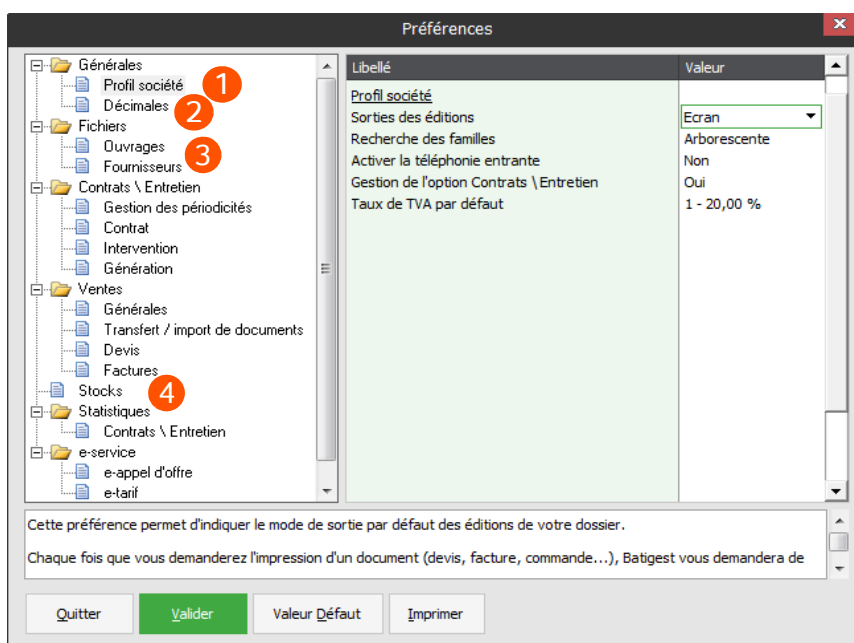 Préférences
x
Générales
Profil société 1
Décimales 2
Fichiers
Ouvrages
3
Fournisseurs
Contrats \ Entretien
Gestion des périodicités
Contrat
Intervention
Génération
Ventes
Générales
Transfert / import de documents
Devis
Factures
Stocks 4
Statistiques
Contrats \ Entretien
e-service
e-appel d'offre
e-tarif
Libellé Valeur
Profil société
Sorties des éditions Ecran
Recherche des familles Arborescente
Activer la téléphonie entrante Non
Gestion de l'option Contrats \ Entretien Oui
Taux de TVA par défaut 1 - 20,00 %
Cette préférence permet d'indiquer le mode de sortie par défaut des éditions de votre dossier.
Chaque fois que vous demanderez l'impression d'un document (devis, facture, commande...), Batigest vous demandera de
Quitter Valider Valeur Défaut Imprimer